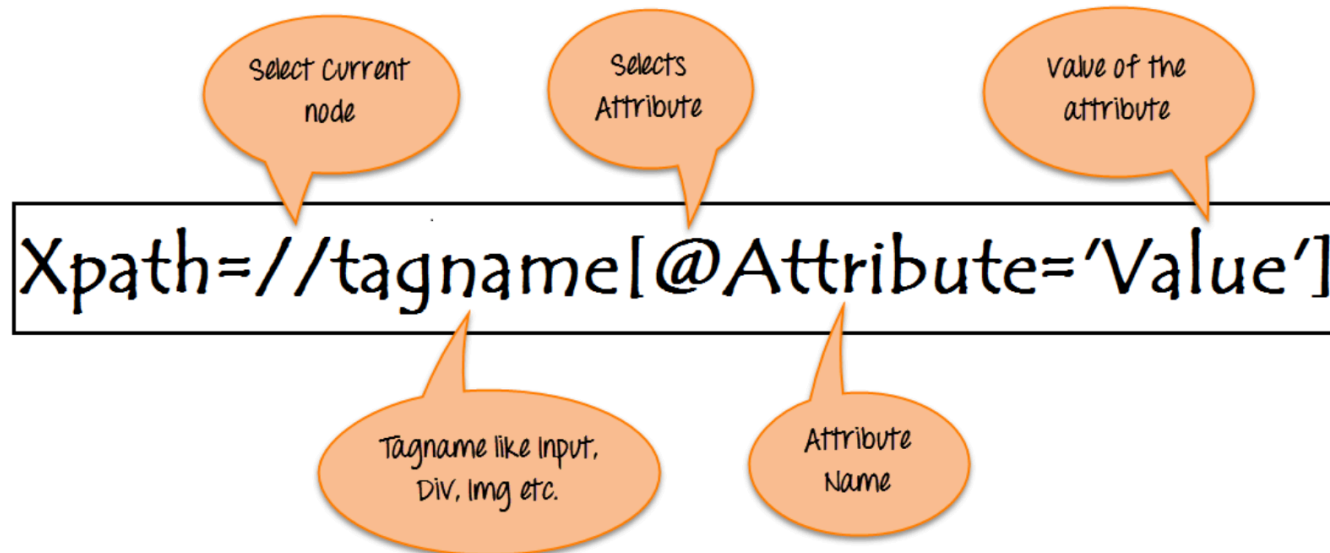 Select Current
node
Selects
Attribute
Value of the
attribute
Xpath=//tagname[@Attribute='Value']
Tagname like Input,
Div, Img etc.
Attribute
Name